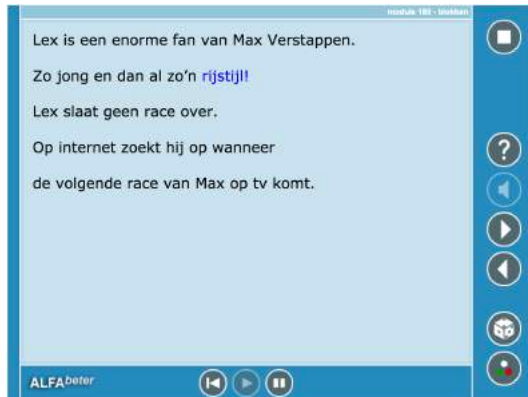 module 180 - blokken
Lex is een enorme fan van Max Verstappen.
Zo jong en dan al zo'n rijstijl!
Lex slaat geen race over.
Op internet zoekt hij op wanneer
de volgende race van Max op tv komt.
?
ALFAbeter